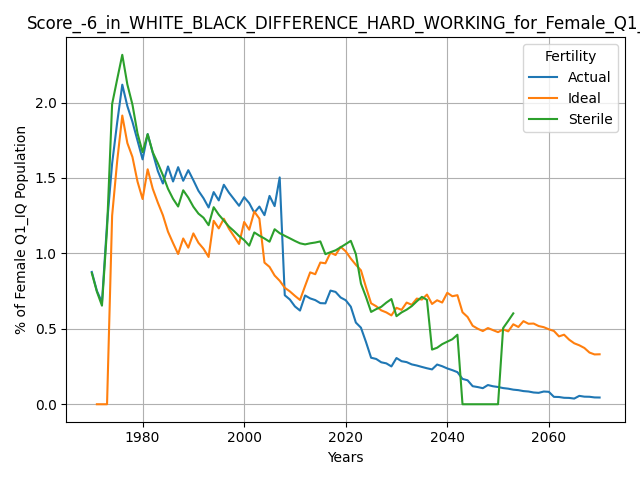 Score_-6_in_WHITE_BLACK_DIFFERENCE_HARD_WORKING_for_Female_Q1_
Fertility
Actual
Ideal
Sterile
% of Female Q1_IQ Population
2.0
1.5
1.0
0.5
0.0
1980 2000 2020 2040 2060
Years